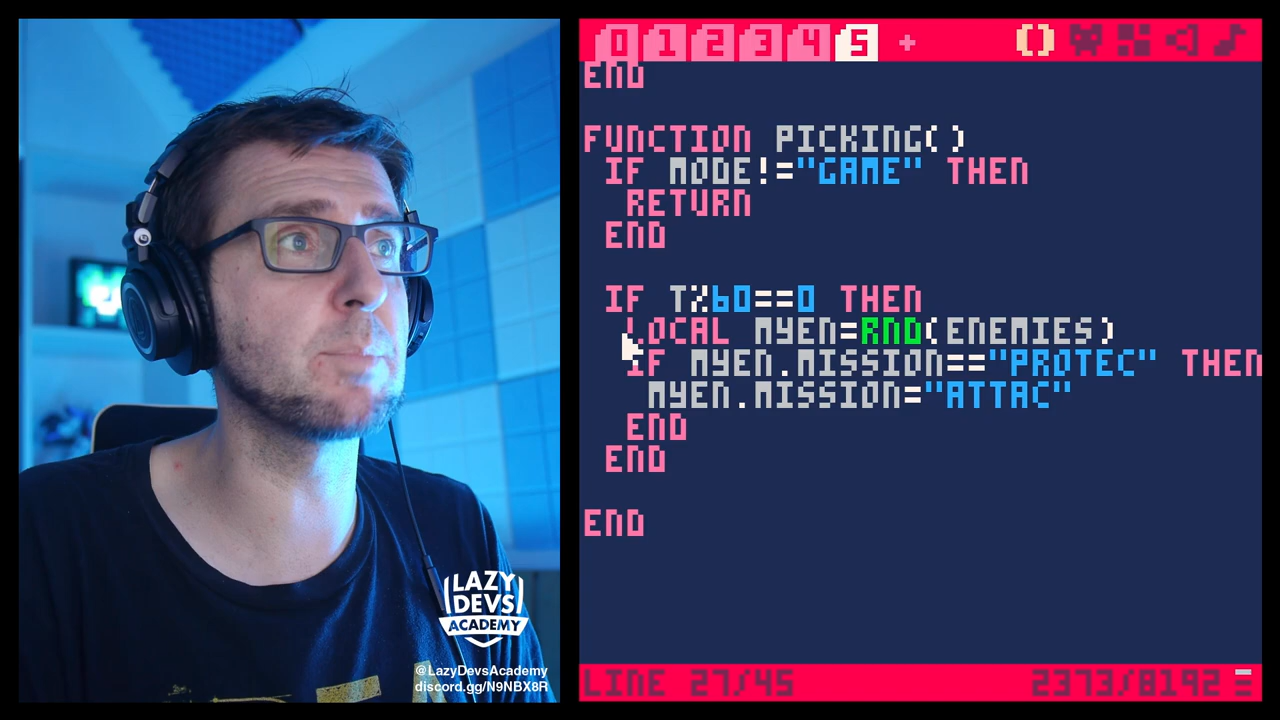 0 1 2 3 4 5 + ()
END
FUNCTION PICKING()
IF MODE!="GAME" THEN
RETURN
END
IF T%60==0 THEN
LOCAL MYEN=RND(ENEMIES)
IF MYEN.MISSION=="PROTEC" THEN
MYEN.MISSION="ATTAC"
END
END
END
LINE 27/45 2373/8192
LAZY
DEVS
ACADEMY
@LazyDevsAcademy
discord.gg/N9NBX8R